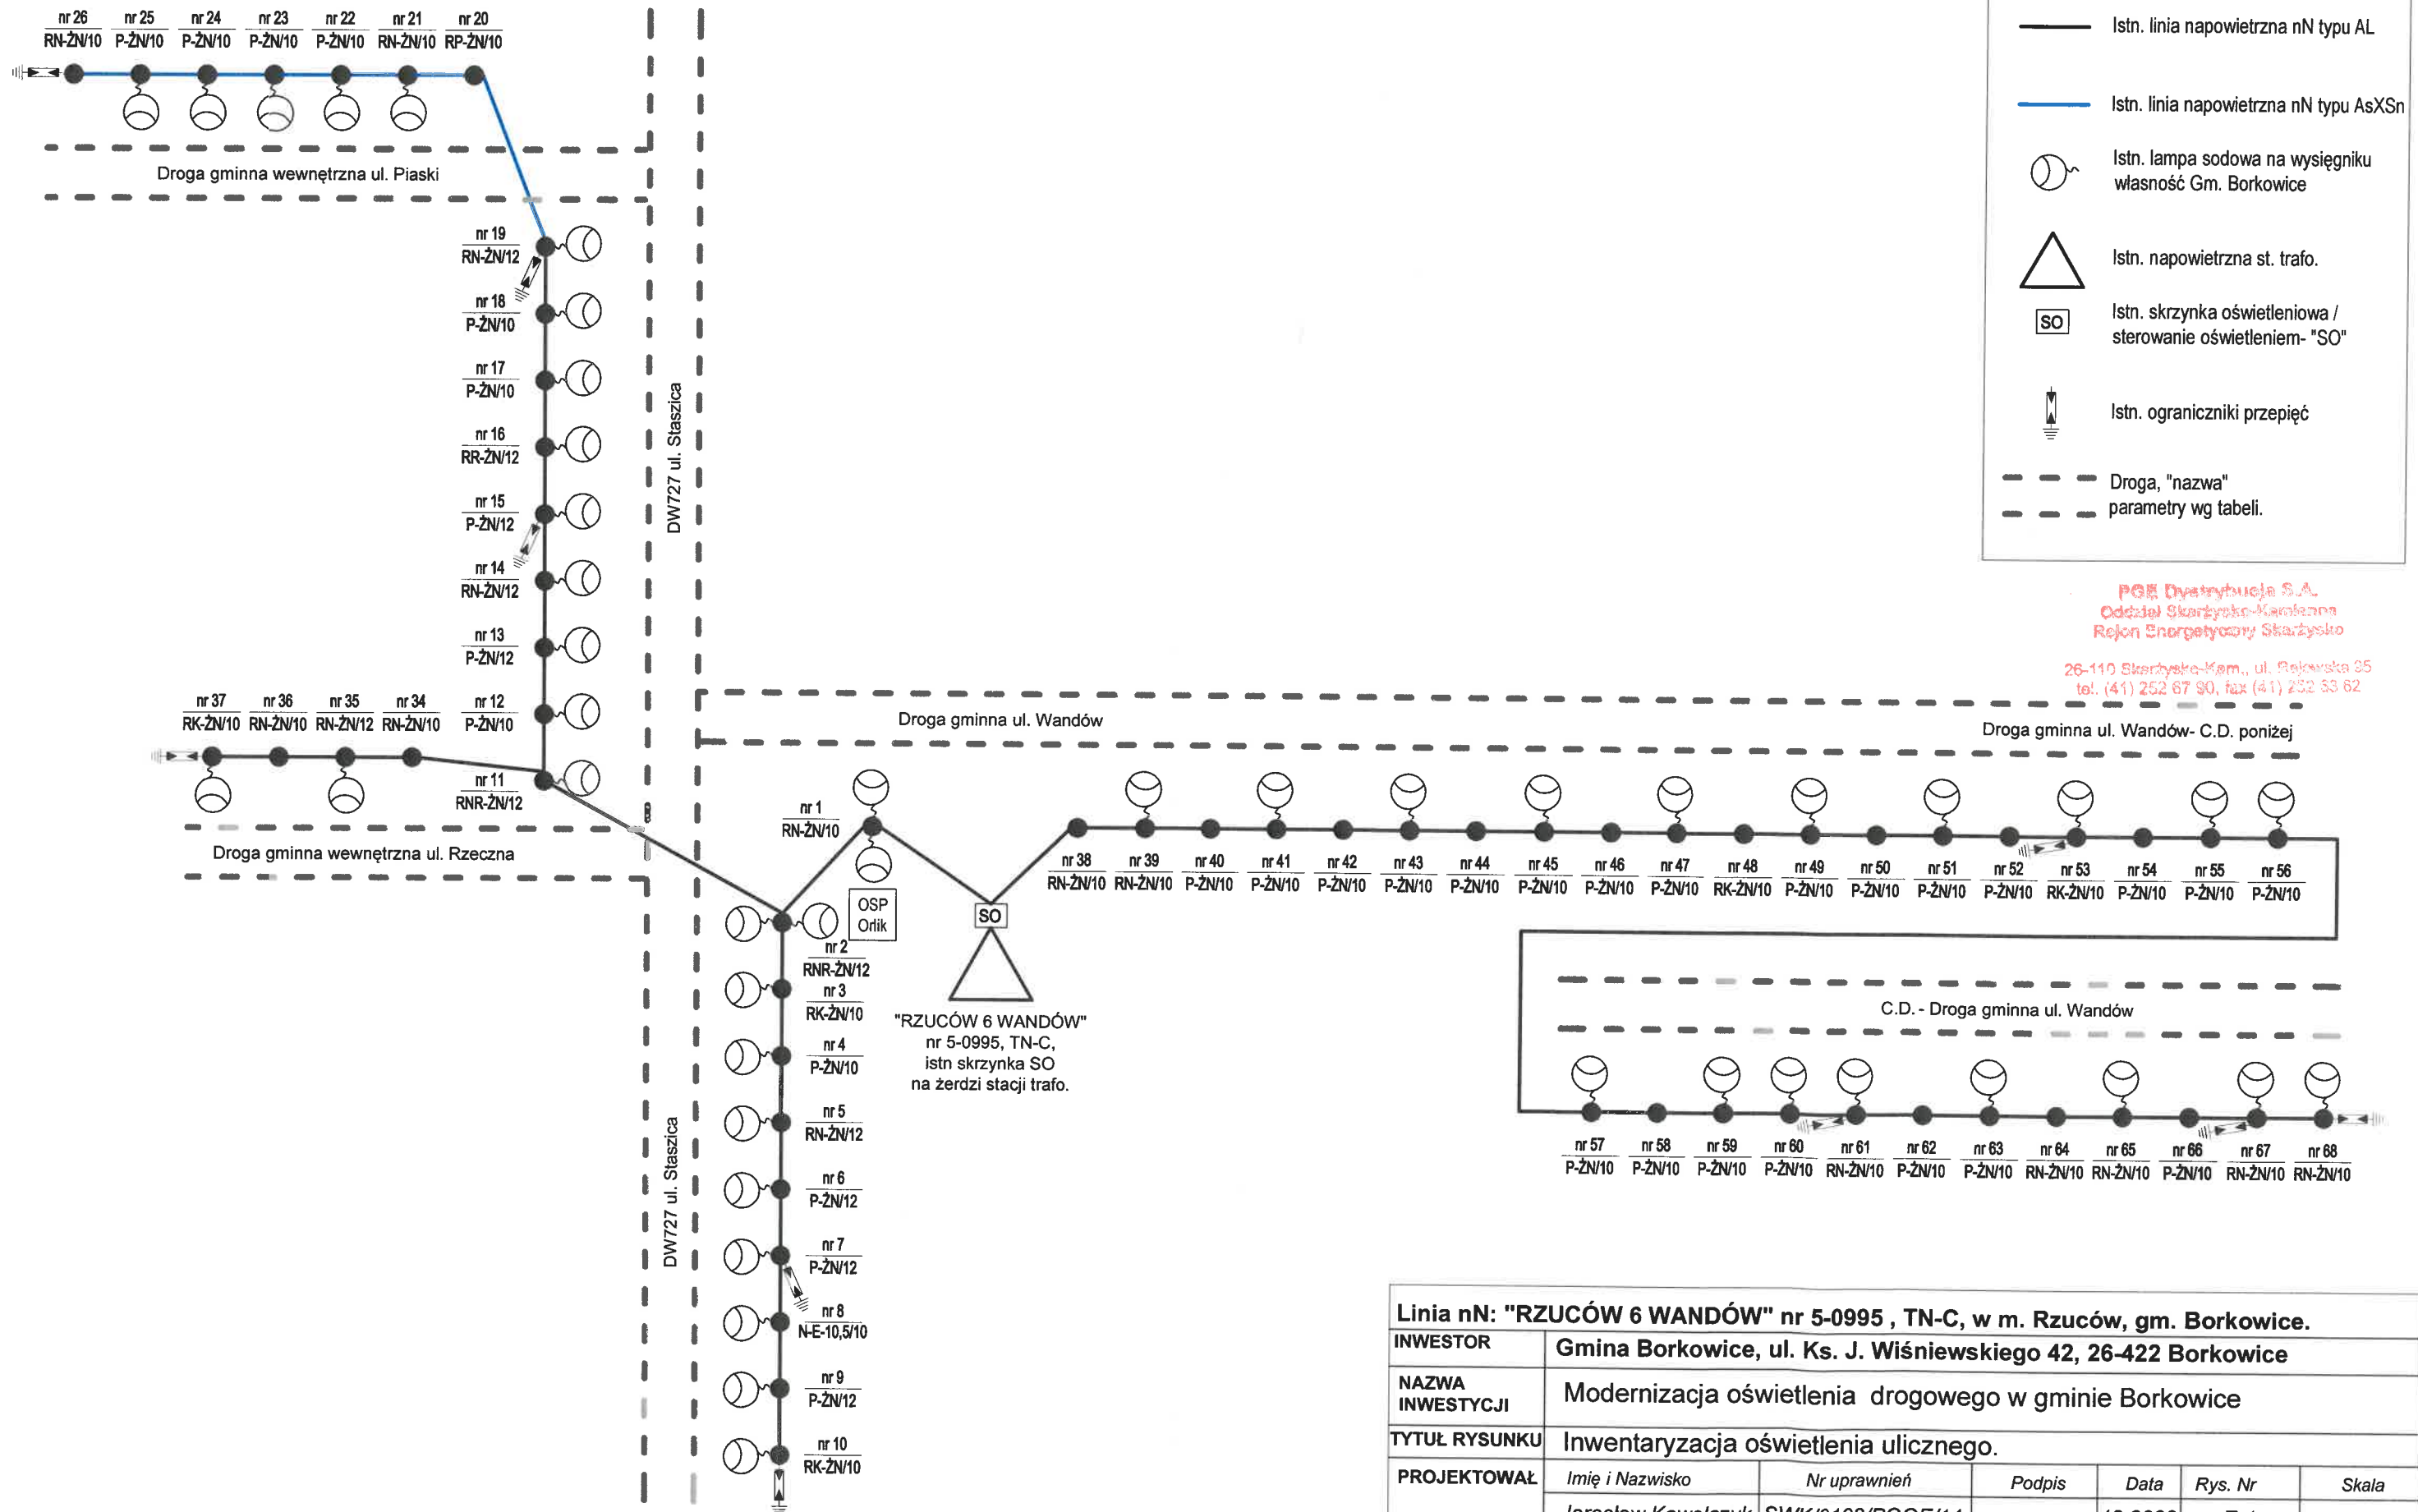 nr 26 nr 25 nr 24 nr 23 nr 22 nr 21 nr 20
RN-ŻN/10 P-ŻN/10 P-ŻN/10 P-ŻN/10 P-ŻN/10 RN-ŻN/10 RP-ŻN/10
Droga gminna wewnętrzna ul. Piaski
nr 19
RN-ŻN/12
nr 18
P-ŻN/10
nr 17
P-ŻN/10
nr 16
RR-ŻN/12
nr 15
P-ŻN/12
nr 14
RN-ŻN/12
nr 13
P-ŻN/12
nr 37 nr 36 nr 35 nr 34 nr 12
RK-ŻN/10 RN-ŻN/10 RN-ŻN/12 RN-ŻN/10 P-ŻN/10
nr 11
RNR-ŻN/12
Droga gminna wewnętrzna ul. Rzeczna
DW727 ul. Staszica
DW727 ul. Staszica
Istn. linia napowietrzna nN typu AL
Istn. linia napowietrzna nN typu AsXSn
Istn. lampa sodowa na wysięgniku
własność Gm. Borkowice
Istn. napowietrzna st. trafo.
SO
Istn. skrzynka oświetleniowa /
sterowanie oświetleniem- "SO"
Istn. ograniczniki przepięć
Droga, "nazwa"
parametry wg tabeli.
PGE Dystrybucja S.A.
Oddział Skarżysko-Kamienna
Rejon Energetyczny Skarżysko
26-110 Skarżysko-Kam., ul. Rejowska
tel. (41) 252 67 90, fax (41) 252 62
Droga gminna ul. Wandów
Droga gminna ul. Wandów- C.D. poniżej
nr 1
RN-ŻN/10
OSP
Orlik
SO
nr 38 nr 39 nr 40 nr 41 nr 42 nr 43 nr 44 nr 45 nr 46 nr 47 nr 48 nr 49 nr 50 nr 51 nr 52 nr 53 nr 54 nr 55 nr 56
RN-ŻN/10 RN-ŻN/10 P-ŻN/10 P-ŻN/10 P-ŻN/10 P-ŻN/10 P-ŻN/10 P-ŻN/10 P-ŻN/10 P-ŻN/10 RK-ŻN/10 P-ŻN/10 P-ŻN/10 P-ŻN/10 P-ŻN/10 RK-ŻN/10 P-ŻN/10 P-ŻN/10 P-ŻN/10
nr 2
RNR-ŻN/12
nr 3
RK-ŻN/10
nr 4
P-ŻN/10
nr 5
RN-ŻN/12
nr 6
P-ŻN/12
nr 7
P-ŻN/12
nr 8
N-E-10,5/10
nr 9
P-ŻN/12
nr 10
RK-ŻN/10
"RZUCÓW 6 WANDÓW"
nr 5-0995, TN-C,
istn skrzynka SO
na żerdzi stacji trafo.
C.D. - Droga gminna ul. Wandów
nr 57 nr 58 nr 59 nr 60 nr 61 nr 62 nr 63 nr 64 nr 65 nr 66 nr 67 nr 68
P-ŻN/10 P-ŻN/10 P-ŻN/10 P-ŻN/10 RN-ŻN/10 P-ŻN/10 P-ŻN/10 RN-ŻN/10 RN-ŻN/10 P-ŻN/10 RN-ŻN/10 RN-ŻN/10
Linia nN: "RZUCÓW 6 WANDÓW" nr 5-0995 , TN-C, w m. Rzuców, gm. Borkowice.
INWESTOR Gmina Borkowice, ul. Ks. J. Wiśniewskiego 42, 26-422 Borkowice
NAZWA
INWESTYCJI
Modernizacja oświetlenia drogowego w gminie Borkowice
TYTUŁ RYSUNKU Inwentaryzacja oświetlenia ulicznego.
PROJEKTOWAŁ Imię i Nazwisko Nr uprawnień Podpis Data Rys. Nr Skala